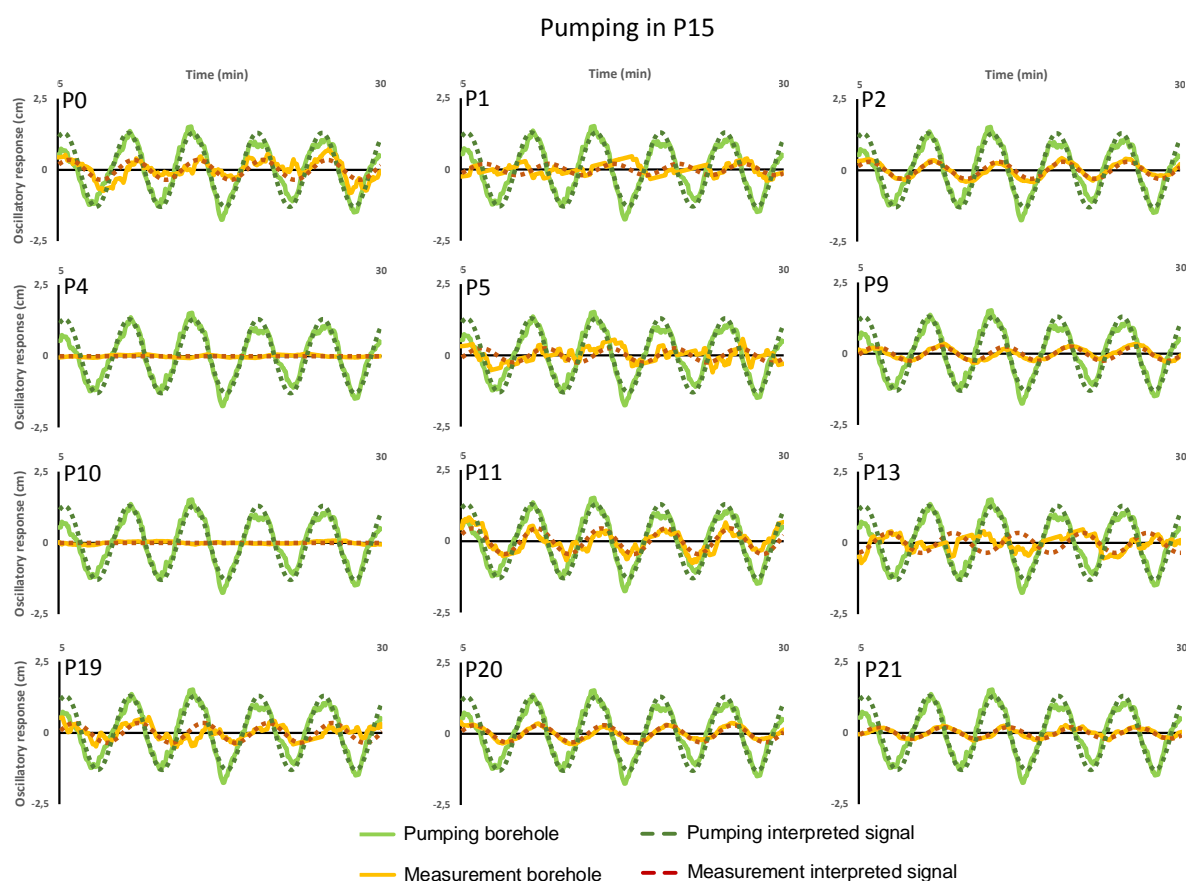 Pumping in P15
Time (min) Time (min) Time (min)
5 30 5 30 5 30
P0 P1 P2
Oscillatory response (cm)
2,5 2,5 2,5
0 0 0
-2,5 -2,5 -2,5
5 30 5 30 5 30
P4 P5 P9
Oscillatory response (cm)
2,5 2,5 2,5
0 0 0
-2,5 -2,5 -2,5
P10 P11 P13
Oscillatory response (cm)
2,5 2,5 2,5
0 0 0
-2,5 -2,5 -2,5
5 30 5 30 5 30
P19 P20 P21
Oscillatory response (cm)
2,5 2,5 2,5
0 0 0
-2,5 -2,5 -2,5
Pumping borehole Pumping interpreted signal
Measurement borehole Measurement interpreted signal